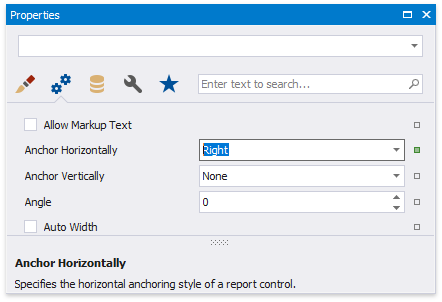 Properties
Enter text to search...
Allow Markup Text
Anchor Horizontally Right
Anchor Vertically None
Angle 0
Auto Width
Anchor Horizontally
Specifies the horizontal anchoring style of a report control.